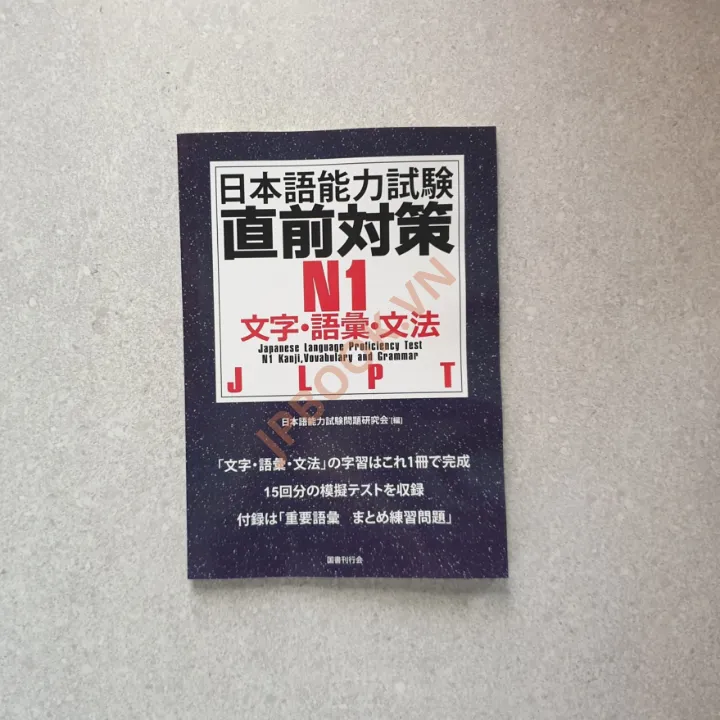 日本語能力試験
直前対策
N1
文字・語彙・文法
Japanese Language Proficiency Test
N1 Kanji,Vovabulary and Grammar
JLPT
日本語能力試験問題研究会[編]
「文字・語彙・文法」の学習はこれ1冊で完成
15回分の模擬テストを収録
付録は「重要語彙　まとめ練習問題」
国書刊行会
JPBOOK.VN